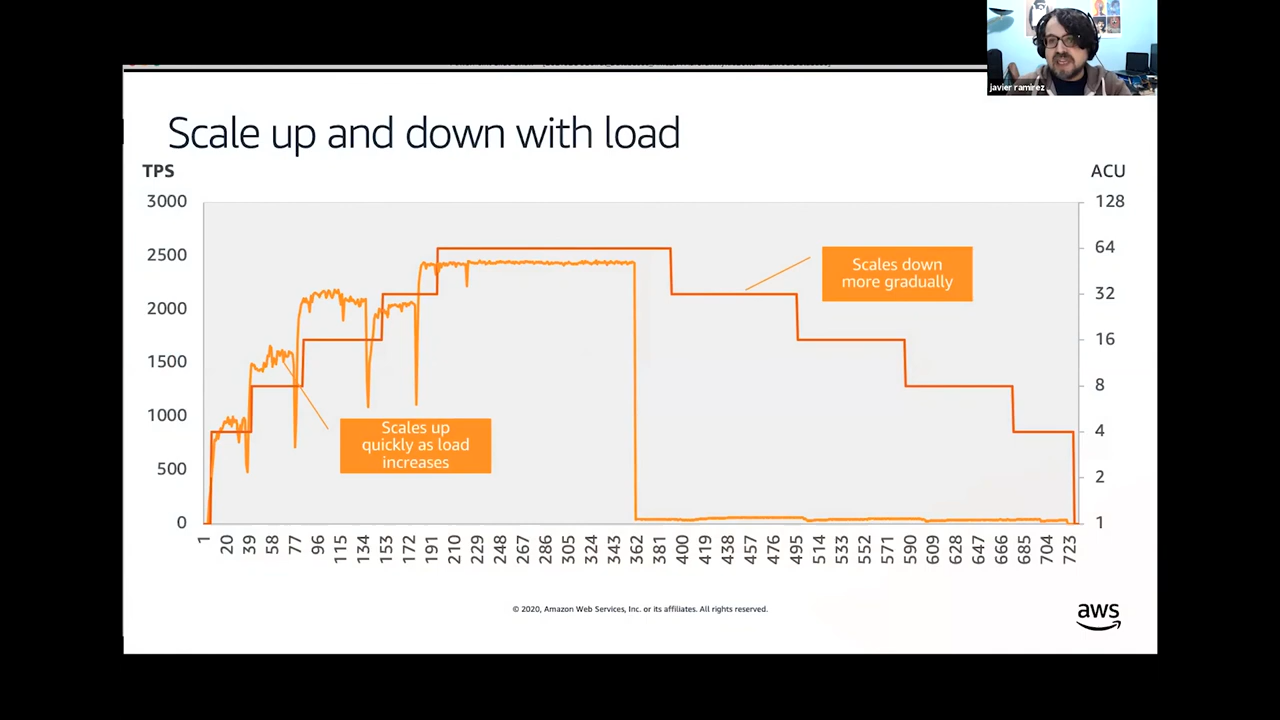 javier ramirez
Scale up and down with load
TPS
ACU
3000
2500
2000
1500
1000
500
0
128
64
32
16
8
4
2
1
Scales down
more gradually
Scales up
quickly as load
increases
1 20 39 58 77 96 115 134 153 172 191 210 229 248 267 286 305 324 343 362 381 400 419 438 457 476 495 514 533 552 571 590 609 628 647 666 685 704 723
© 2020, Amazon Web Services, Inc. or its affiliates. All rights reserved.
aws